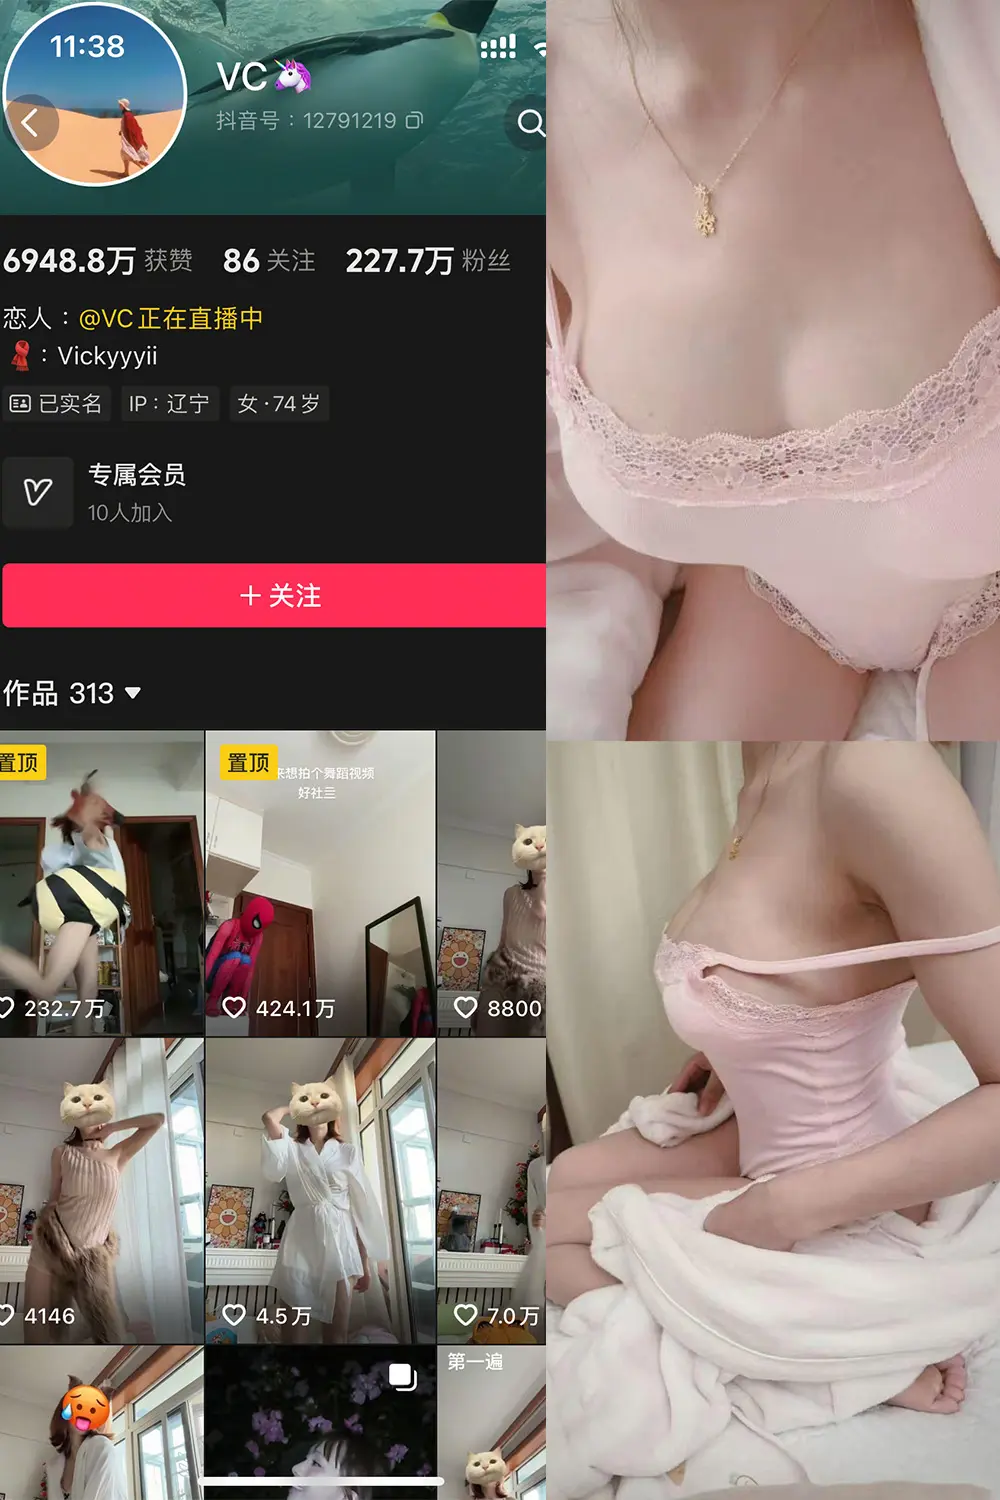 11:38
VC🦄
抖音号：12791219
6948.8万 获赞 86 关注 227.7万 粉丝
恋人：@VC正在直播中
🧣：Vickyyyii
已实名 IP：辽宁 女·74岁
专属会员
10人加入
＋关注
作品 313
置顶
232.7万
置顶
来想拍个舞蹈视频
424.1万
8800
4146
4.5万
7.0万
第一遍